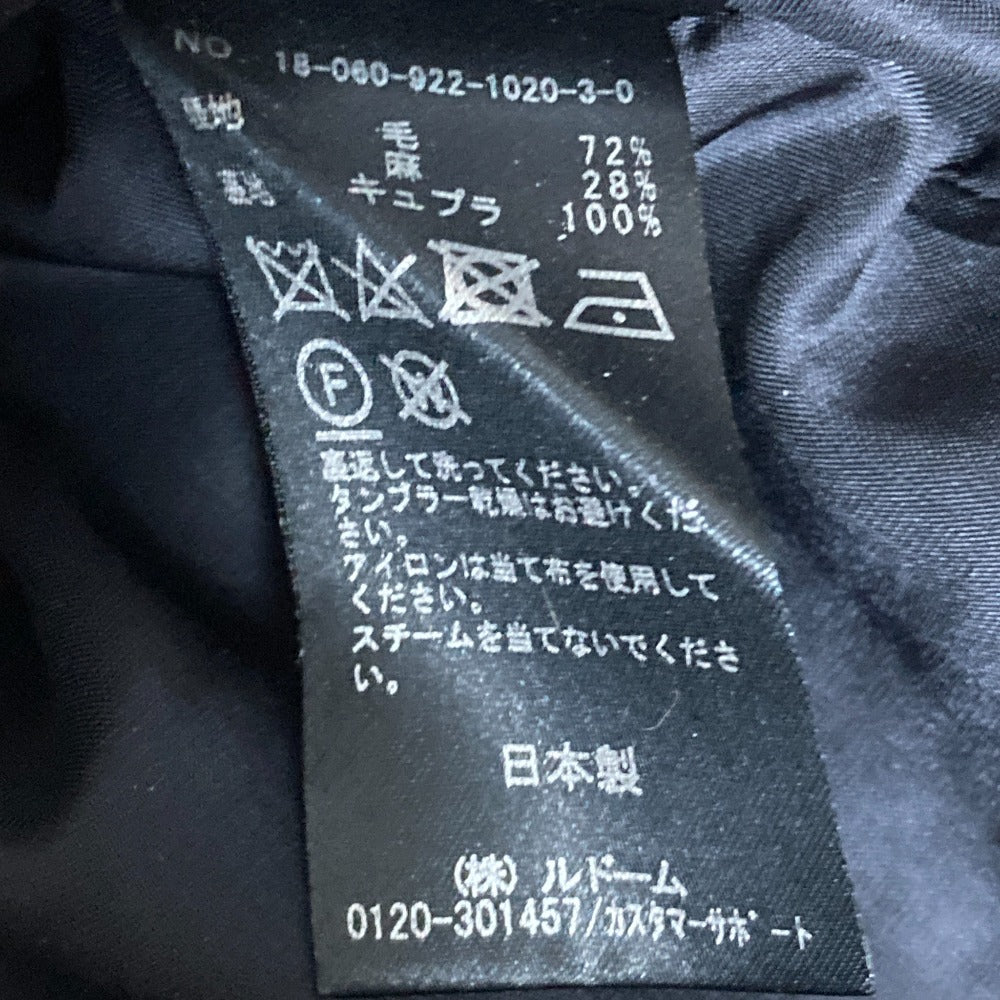 NO 18-060-922-1020-3-0
表地 毛 72%
麻 28%
裏地 キュプラ 100%
F
W
裏返して洗ってください。
タンブラー乾燥はお避けくだ
さい。
アイロンは当て布を使用して
ください。
スチームを当てないでくださ
い。
日本製
(株) ルドーム
0120-301457/カスタマーサポート